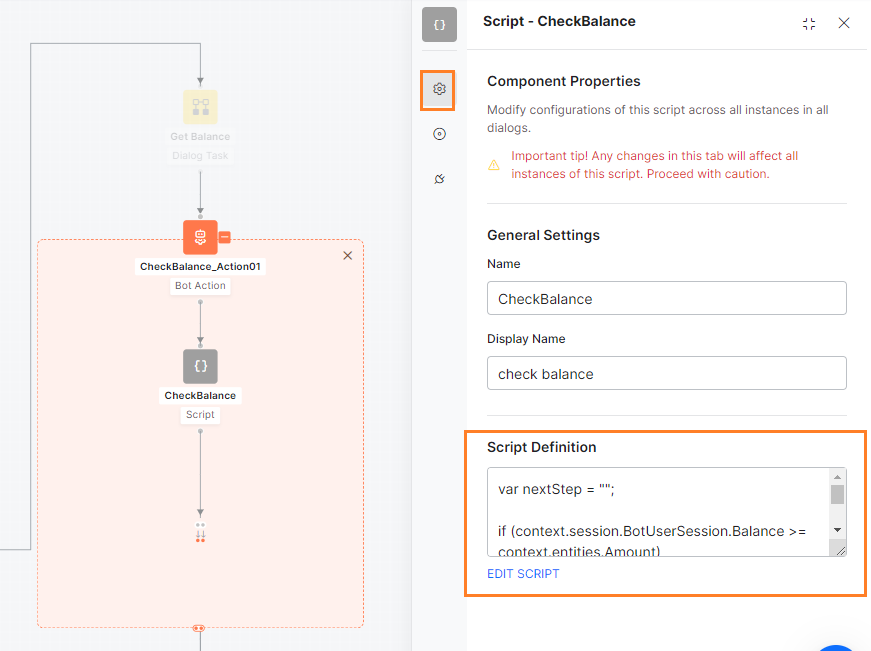 Get Balance
Dialog Task
CheckBalance_Action01
Bot Action
{}
CheckBalance
Script
{}
Script - CheckBalance
Component Properties
Modify configurations of this script across all instances in all
dialogs.
Important tip! Any changes in this tab will affect all
instances of this script. Proceed with caution.
General Settings
Name
CheckBalance
Display Name
check balance
Script Definition
var nextStep = "";
if (context.session.BotUserSession.Balance >=
context.entities.Amount)
EDIT SCRIPT